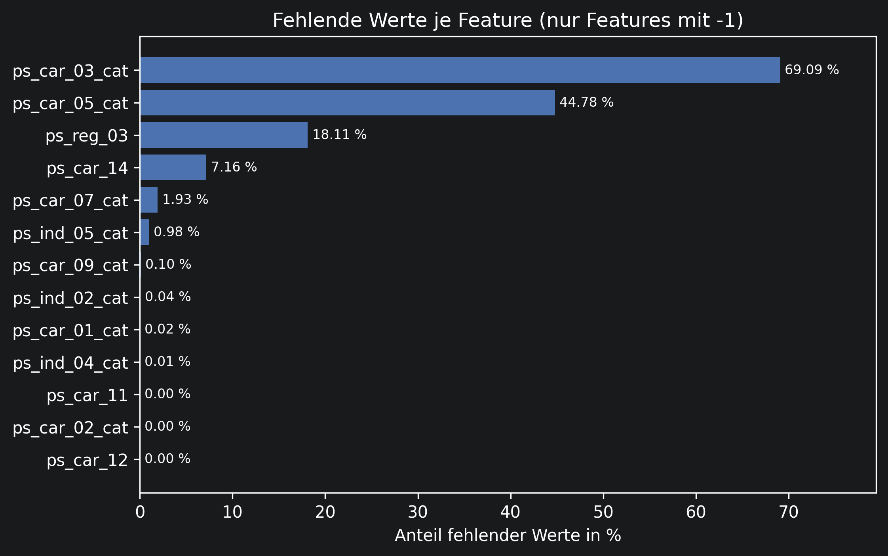 Fehlende Werte je Feature (nur Features mit -1)
ps_car_03_cat 69.09 %
ps_car_05_cat 44.78 %
ps_reg_03 18.11 %
ps_car_14 7.16 %
ps_car_07_cat 1.93 %
ps_ind_05_cat 0.98 %
ps_car_09_cat 0.10 %
ps_ind_02_cat 0.04 %
ps_car_01_cat 0.02 %
ps_ind_04_cat 0.01 %
ps_car_11 0.00 %
ps_car_02_cat 0.00 %
ps_car_12 0.00 %
0 10 20 30 40 50 60 70
Anteil fehlender Werte in %